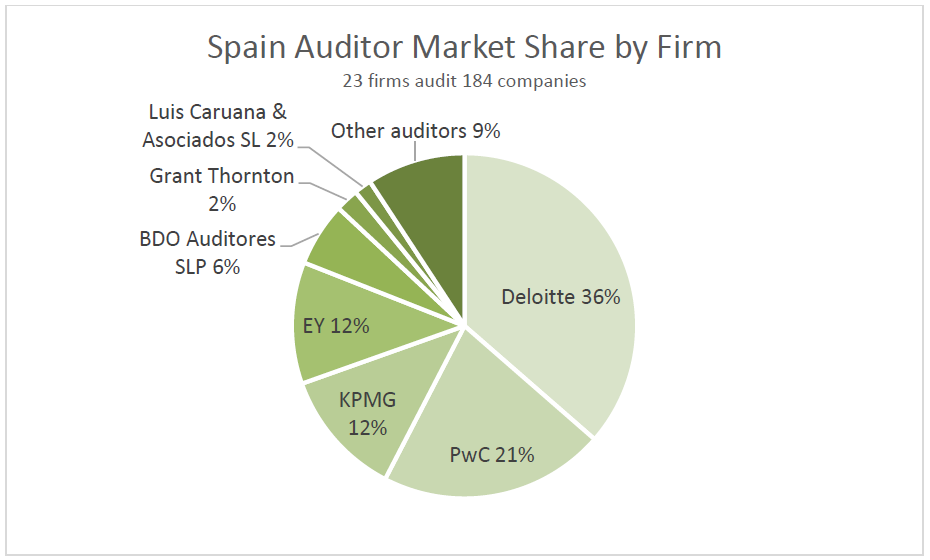 Spain Auditor Market Share by Firm
23 firms audit 184 companies
Luis Caruana &
Asociados SL 2%
Other auditors 9%
Grant Thornton
2%
BDO Auditores
SLP 6%
Deloitte 36%
EY 12%
KPMG
12%
PwC 21%